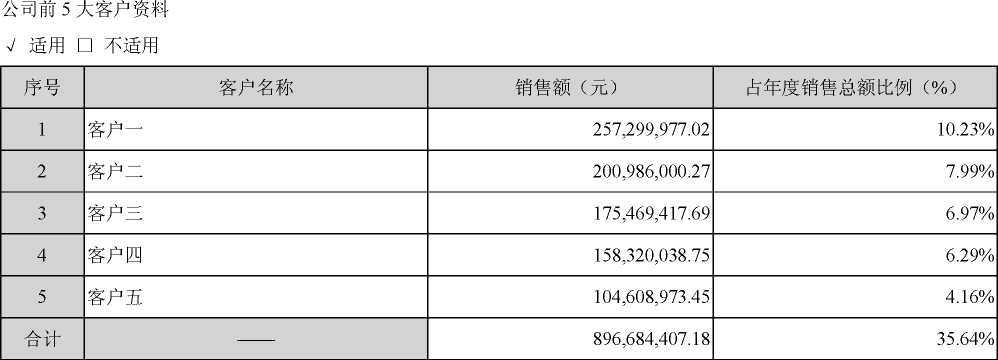 公司前 5 大客户资料
√ 适用 □ 不适用
序号 客户名称 销售额（元） 占年度销售总额比例（%）
1 客户一 257,299,977.02 10.23%
2 客户二 200,986,000.27 7.99%
3 客户三 175,469,417.69 6.97%
4 客户四 158,320,038.75 6.29%
5 客户五 104,608,973.45 4.16%
合计 —— 896,684,407.18 35.64%